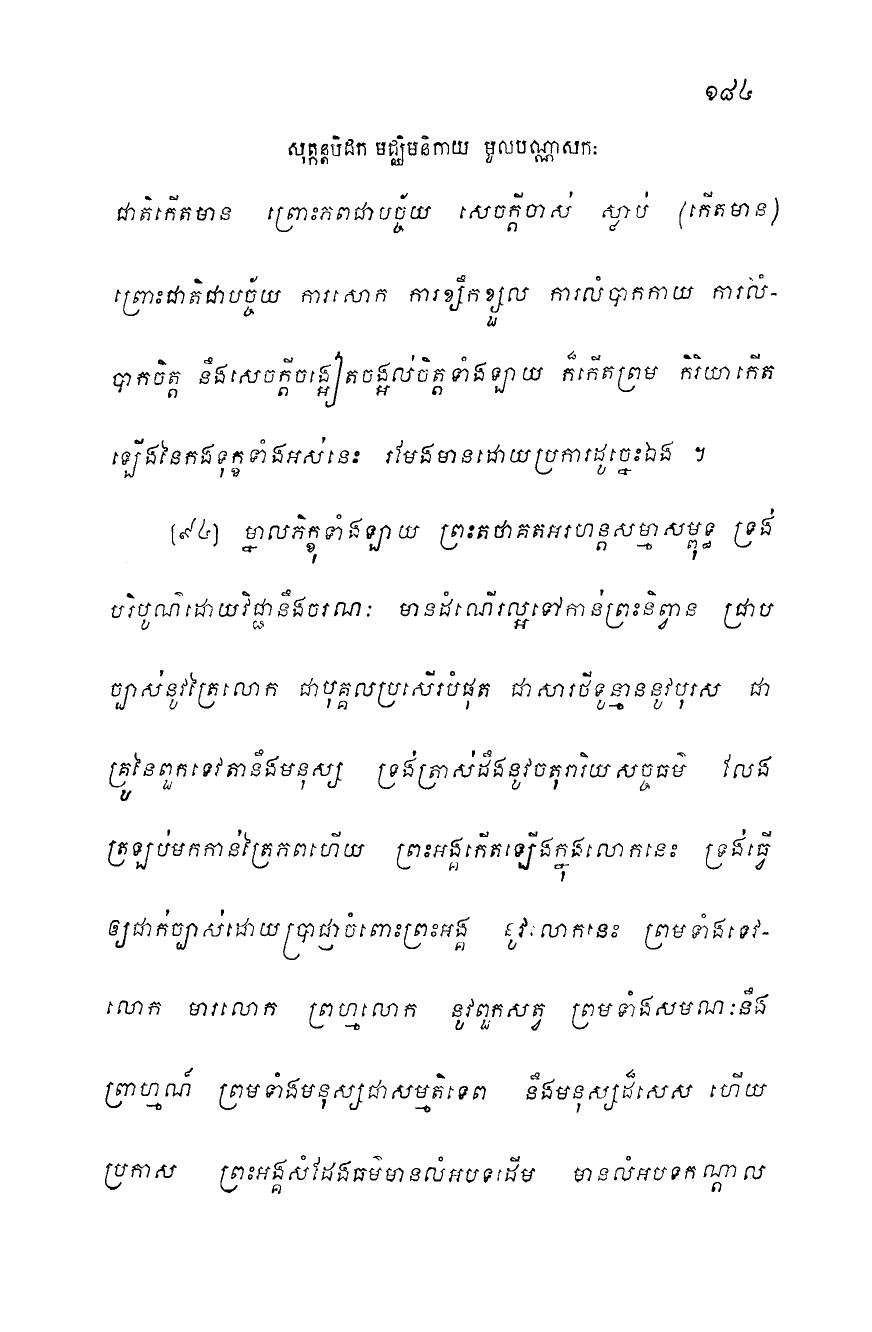 ១៨៤
សុត្តន្តបិដក មជ្ឈិមនិកាយ មូលបណ្ណាសកៈ
ជាតិកើតមាន ព្រោះភពជាបច្ច័យ សេចក្តីចាស់ ស្លាប់ (កើតមាន)
ព្រោះជាតិជាបច្ច័យ ការសោក ការខ្សឹកខ្សួល ការលំបាកកាយ ការលំ-
បាកចិត្ត នឹងសេចក្តីចង្អៀតចង្អល់ចិត្តទាំងឡាយ ក៏កើតព្រម កិរិយាកើត
ឡើងនៃកងទុក្ខទាំងអស់នេះ រមែងមានដោយប្រការដូច្នេះឯង ។
[៩៤] ម្នាលភិក្ខុទាំងឡាយ ព្រះតថាគតអរហន្តសម្មាសម្ពុទ្ធ ទ្រង់
បរិបូណ៌ដោយវិជ្ជានឹងចរណៈ មានដំណើរល្អទៅកាន់ព្រះនិព្វាន ជ្រាប
ច្បាស់នូវត្រៃលោក ជាបុគ្គលប្រសើរបំផុត ជាសារថីទូន្មាននូវបុរស ជា
គ្រូនៃពួកទេវតានឹងមនុស្ស ទ្រង់ត្រាស់ដឹងនូវចតុរារិយសច្ចធម៌ លែង
ត្រឡប់មកកាន់ត្រៃភពហើយ ព្រះអង្គកើតឡើងក្នុងលោកនេះ ទ្រង់ធ្វើ
ឲ្យជាក់ច្បាស់ដោយប្រាជ្ញាចំពោះព្រះអង្គ នូវលោកនេះ ព្រមទាំងទេវ-
លោក មារលោក ព្រហ្មលោក នូវពួកសត្វ ព្រមទាំងសមណៈនឹង
ព្រាហ្មណ៍ ព្រមទាំងមនុស្សជាសម្មតិទេព នឹងមនុស្សដ៏សេស ហើយ
ប្រកាស ព្រះអង្គសំដែងធម៌មានលំអបទដើម មានលំអបទកណ្តាល